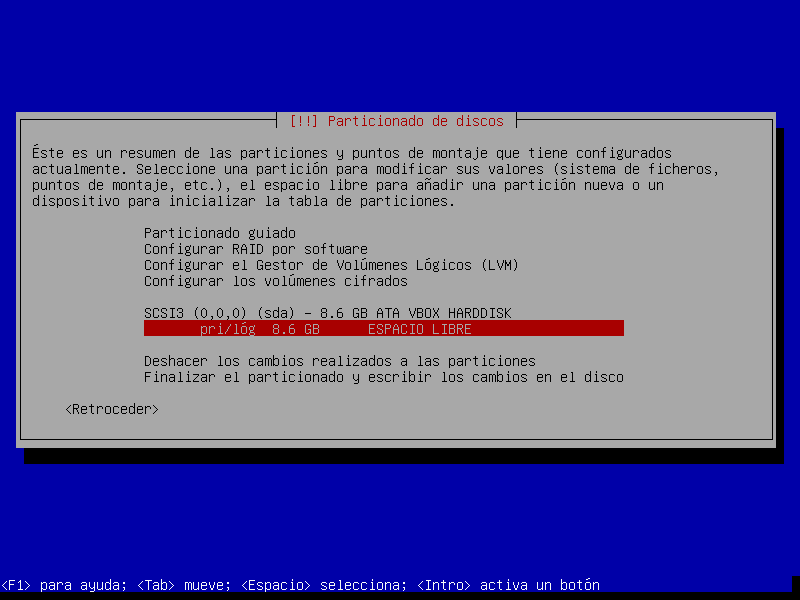 [!!] Particionado de discos
Éste es un resumen de las particiones y puntos de montaje que tiene configurados
actualmente. Seleccione una partición para modificar sus valores (sistema de ficheros,
puntos de montaje, etc.), el espacio libre para añadir una partición nueva o un
dispositivo para inicializar la tabla de particiones.
Particionado guiado
Configurar RAID por software
Configurar el Gestor de Volúmenes Lógicos (LVM)
Configurar los volúmenes cifrados
SCSI3 (0,0,0) (sda) - 8.6 GB ATA VBOX HARDDISK
pri/lóg 8.6 GB ESPACIO LIBRE
Deshacer los cambios realizados a las particiones
Finalizar el particionado y escribir los cambios en el disco
<Retroceder>
<F1> para ayuda; <Tab> mueve; <Espacio> selecciona; <Intro> activa un botón